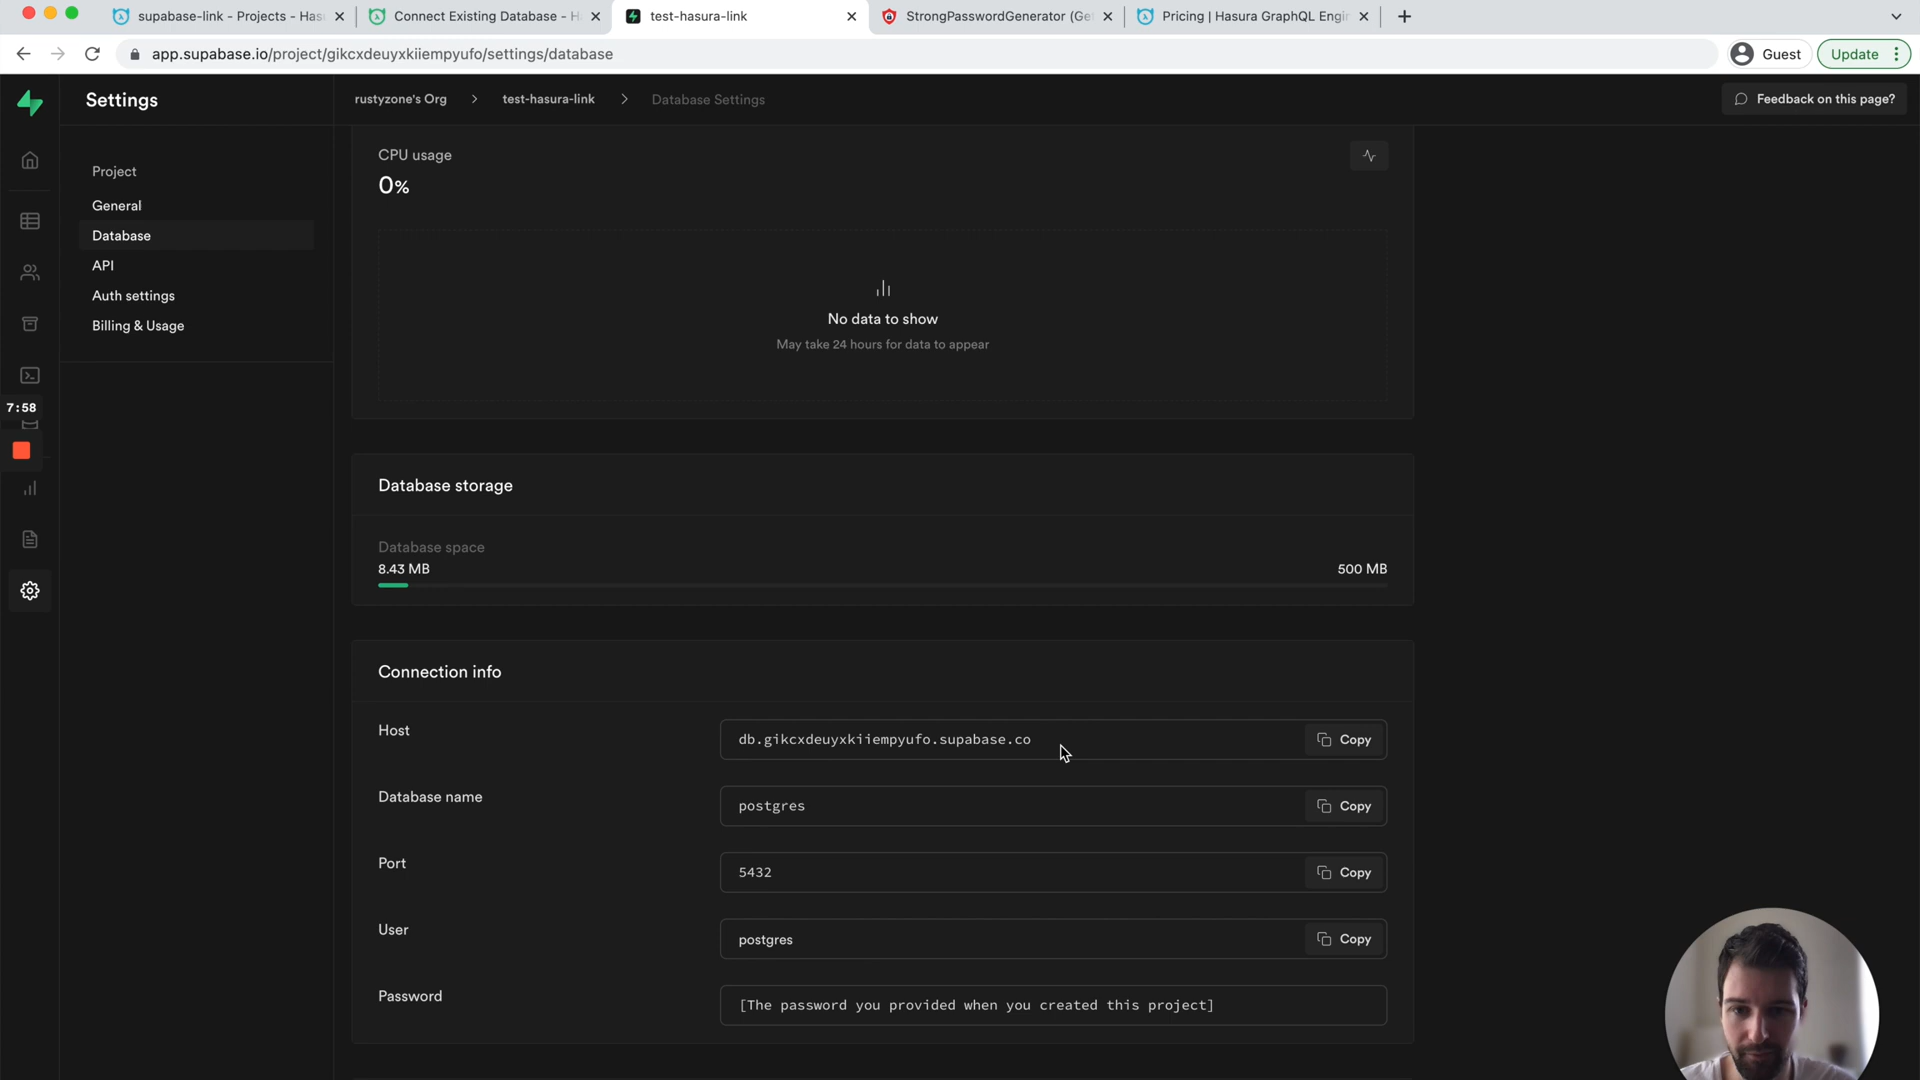 supabase-link - Projects - Has
Connect Existing Database - H
test-hasura-link
StrongPasswordGenerator (Ge
Pricing | Hasura GraphQL Engi
app.supabase.io/project/gikcxdeuyxkiiempyufo/settings/database
Guest
Update
Settings
rustyzone's Org
test-hasura-link
Database Settings
Feedback on this page?
Project
General
Database
API
Auth settings
Billing & Usage
7:58
CPU usage
0%
No data to show
May take 24 hours for data to appear
Database storage
Database space
8.43 MB
500 MB
Connection info
Host
db.gikcxdeuyxkiiempyufo.supabase.co
Copy
Database name
postgres
Copy
Port
5432
Copy
User
postgres
Copy
Password
[The password you provided when you created this project]